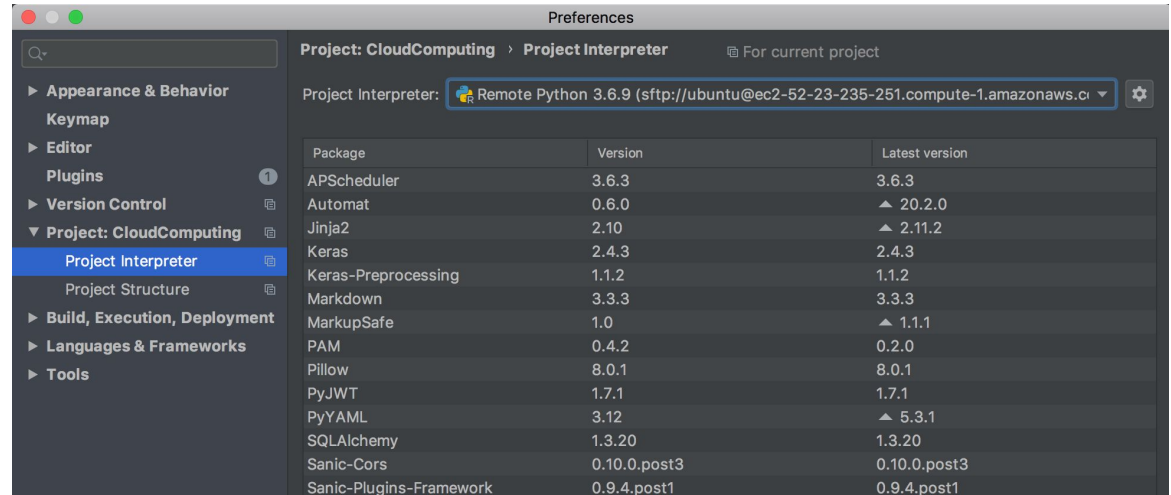 Preferences
Project: CloudComputing › Project Interpreter For current project
Appearance & Behavior
Keymap
Editor
Plugins 1
Version Control
Project: CloudComputing
Project Interpreter
Project Structure
Build, Execution, Deployment
Languages & Frameworks
Tools
Project Interpreter: Remote Python 3.6.9 (sftp://ubuntu@ec2-52-23-235-251.compute-1.amazonaws.c
Package Version Latest version
APScheduler 3.6.3 3.6.3
Automat 0.6.0 ▲ 20.2.0
Jinja2 2.10 ▲ 2.11.2
Keras 2.4.3 2.4.3
Keras-Preprocessing 1.1.2 1.1.2
Markdown 3.3.3 3.3.3
MarkupSafe 1.0 ▲ 1.1.1
PAM 0.4.2 0.2.0
Pillow 8.0.1 8.0.1
PyJWT 1.7.1 1.7.1
PyYAML 3.12 ▲ 5.3.1
SQLAlchemy 1.3.20 1.3.20
Sanic-Cors 0.10.0.post3 0.10.0.post3
Sanic-Plugins-Framework 0.9.4.post1 0.9.4.post1